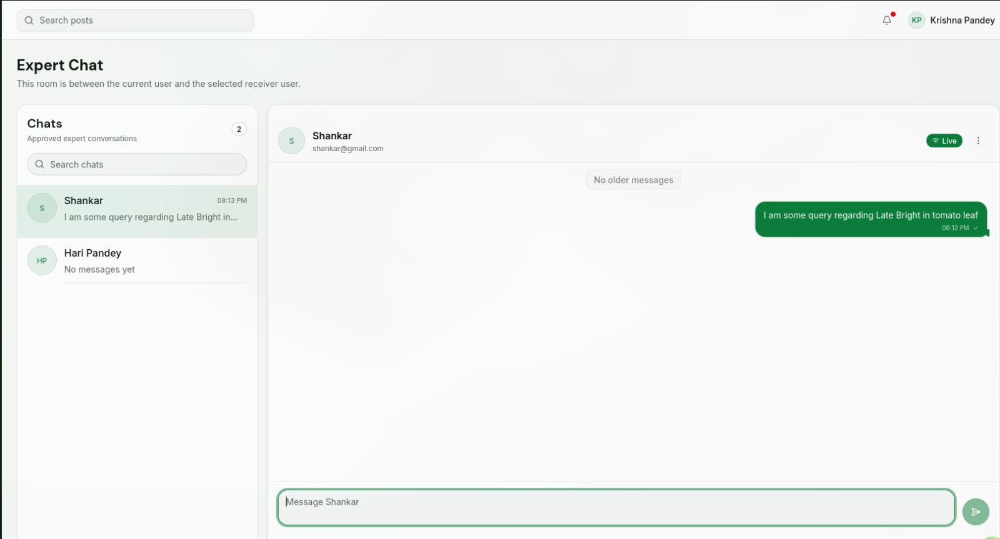 Search posts
KP
Krishna Pandey
Expert Chat
This room is between the current user and the selected receiver user.
Chats
2
Approved expert conversations
Search chats
S
Shankar
08:13 PM
I am some query regarding Late Bright in...
HP
Hari Pandey
No messages yet
S
Shankar
shankar@gmail.com
Live
No older messages
I am some query regarding Late Bright in tomato leaf
08:13 PM
Message Shankar